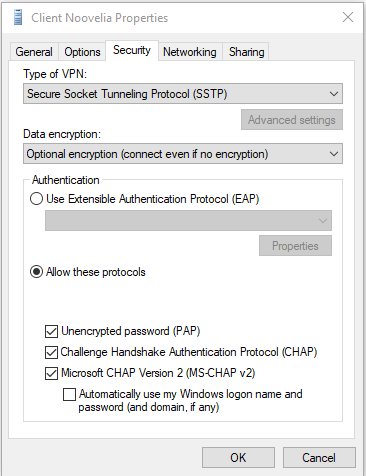 Client Noovelia Properties
General Options Security Networking Sharing
Type of VPN:
Secure Socket Tunneling Protocol (SSTP)
Advanced settings
Data encryption:
Optional encryption (connect even if no encryption)
Authentication
Use Extensible Authentication Protocol (EAP)
Properties
Allow these protocols
Unencrypted password (PAP)
Challenge Handshake Authentication Protocol (CHAP)
Microsoft CHAP Version 2 (MS-CHAP v2)
Automatically use my Windows logon name and
password (and domain, if any)
OK Cancel